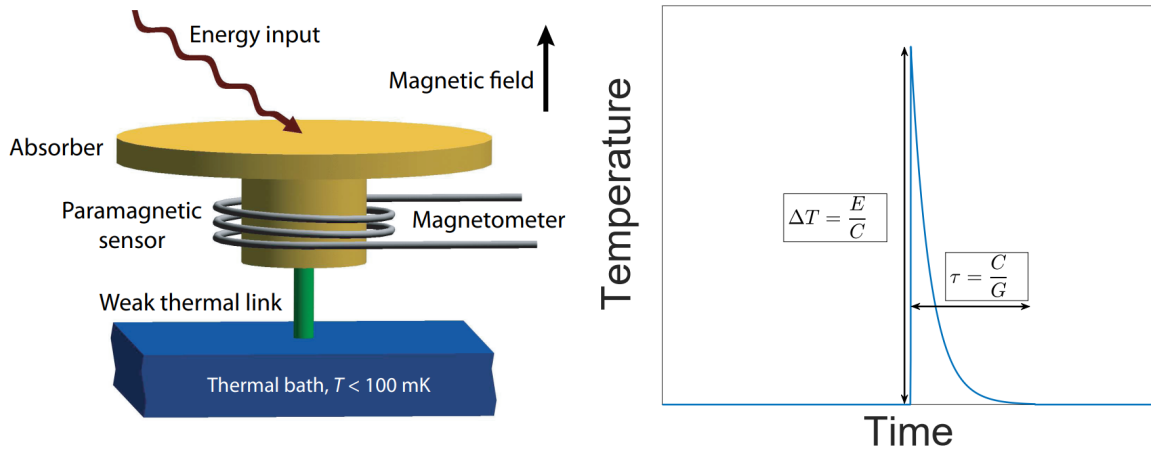 Energy input
Magnetic field
Absorber
Paramagnetic
sensor
Magnetometer
Weak thermal link
Thermal bath, T < 100 mK
Temperature
ΔT = E/C
τ = C/G
Time